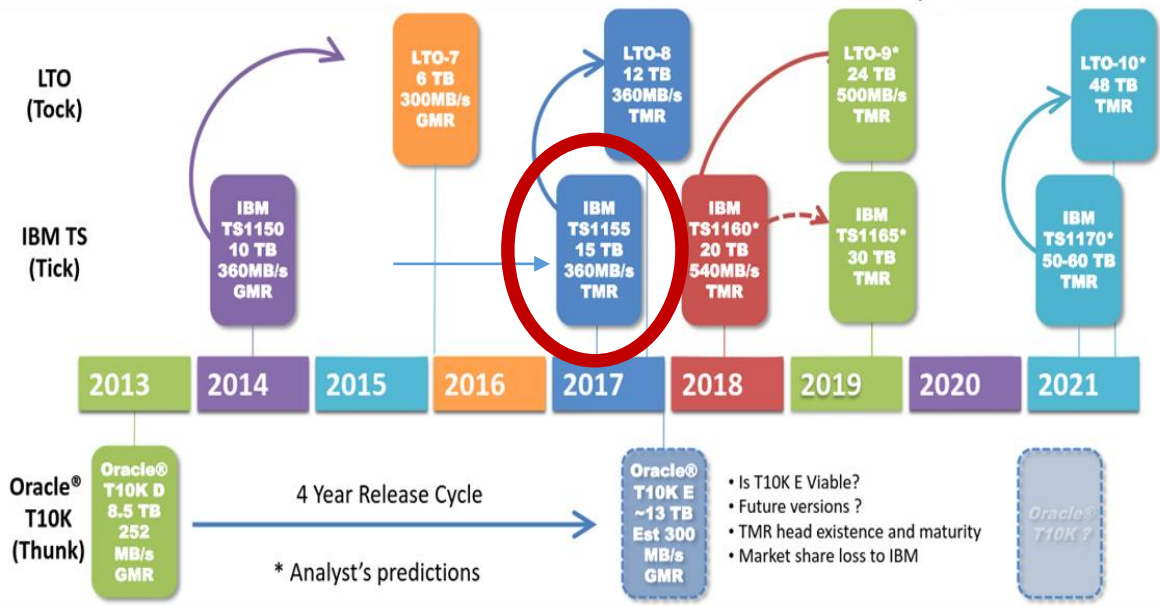 LTO
(Tock)
LTO-7
6 TB
300MB/s
GMR
LTO-8
12 TB
360MB/s
TMR
LTO-9*
24 TB
500MB/s
TMR
LTO-10*
48 TB
TMR
IBM TS
(Tick)
IBM
TS1150
10 TB
360MB/s
GMR
IBM
TS1155
15 TB
360MB/s
TMR
IBM
TS1160*
20 TB
540MB/s
TMR
IBM
TS1165*
30 TB
TMR
IBM
TS1170*
50-60 TB
TMR
2013
2014
2015
2016
2017
2018
2019
2020
2021
Oracle®
T10K
(Thunk)
Oracle®
T10K D
8.5 TB
252
MB/s
GMR
4 Year Release Cycle
* Analyst's predictions
Oracle®
T10K E
~13 TB
Est 300
MB/s
GMR
• Is T10K E Viable?
• Future versions ?
• TMR head existence and maturity
• Market share loss to IBM
Oracle®
T10K ?